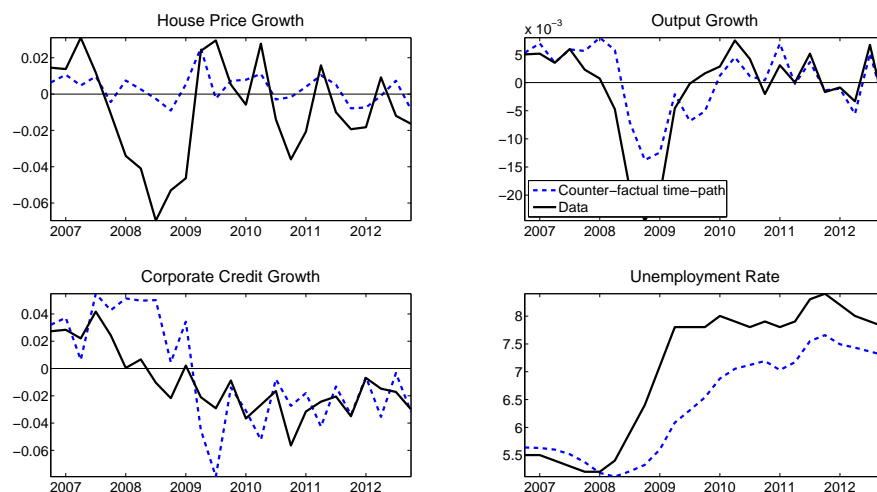 House Price Growth
0.02
0
−0.02
−0.04
−0.06
2007 2008 2009 2010 2011 2012
Output Growth
x 10⁻³
5
0
−5
−10
−15
−20
Counter−factual time−path
Data
2007 2008 2009 2010 2011 2012
Corporate Credit Growth
0.04
0.02
0
−0.02
−0.04
−0.06
2007 2008 2009 2010 2011 2012
Unemployment Rate
8
7.5
7
6.5
6
5.5
2007 2008 2009 2010 2011 2012